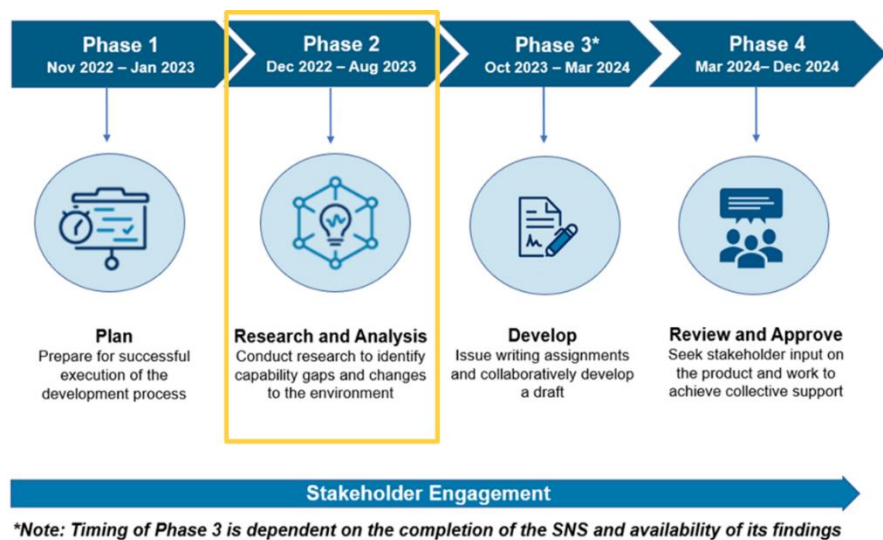 Phase 1
Nov 2022 – Jan 2023
Phase 2
Dec 2022 – Aug 2023
Phase 3*
Oct 2023 – Mar 2024
Phase 4
Mar 2024– Dec 2024
Plan
Prepare for successful
execution of the
development process
Research and Analysis
Conduct research to identify
capability gaps and changes
to the environment
Develop
Issue writing assignments
and collaboratively develop
a draft
Review and Approve
Seek stakeholder input on
the product and work to
achieve collective support
Stakeholder Engagement
*Note: Timing of Phase 3 is dependent on the completion of the SNS and availability of its findings